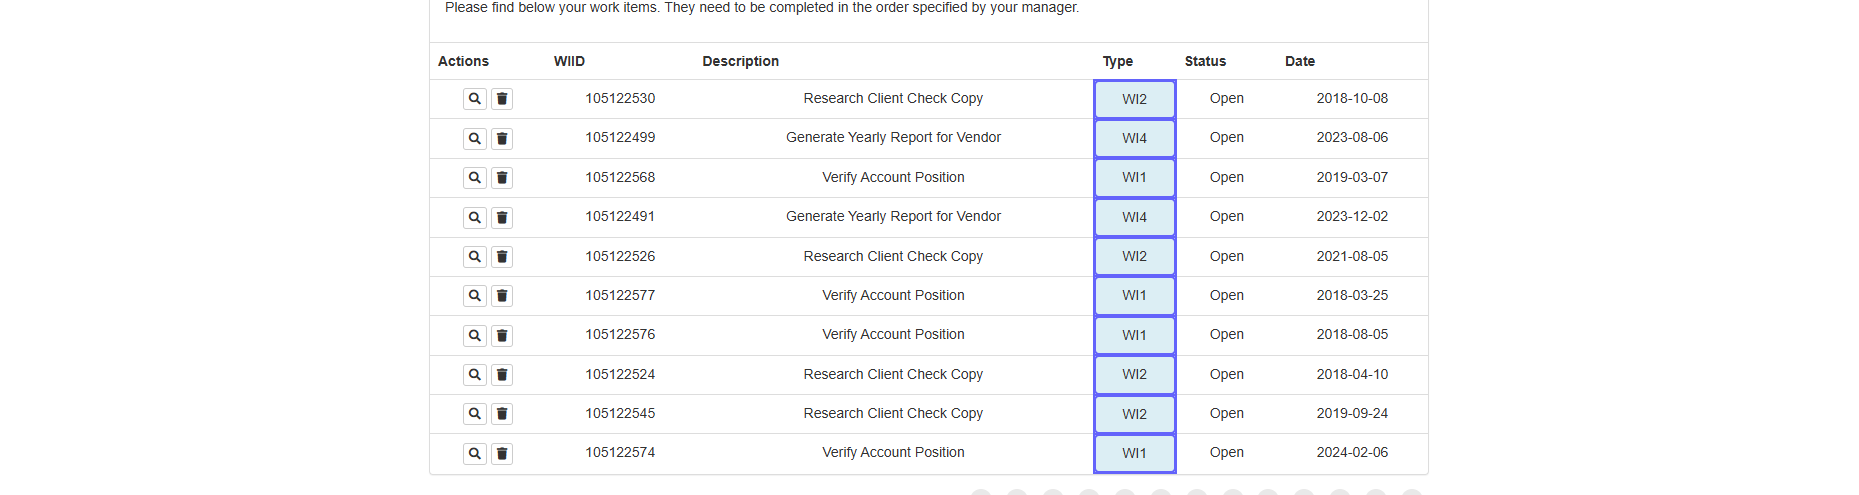 Please find below your work items. They need to be completed in the order specified by your manager.
Actions WIID Description Type Status Date
105122530 Research Client Check Copy WI2 Open 2018-10-08
105122499 Generate Yearly Report for Vendor WI4 Open 2023-08-06
105122568 Verify Account Position WI1 Open 2019-03-07
105122491 Generate Yearly Report for Vendor WI4 Open 2023-12-02
105122526 Research Client Check Copy WI2 Open 2021-08-05
105122577 Verify Account Position WI1 Open 2018-03-25
105122576 Verify Account Position WI1 Open 2018-08-05
105122524 Research Client Check Copy WI2 Open 2018-04-10
105122545 Research Client Check Copy WI2 Open 2019-09-24
105122574 Verify Account Position WI1 Open 2024-02-06